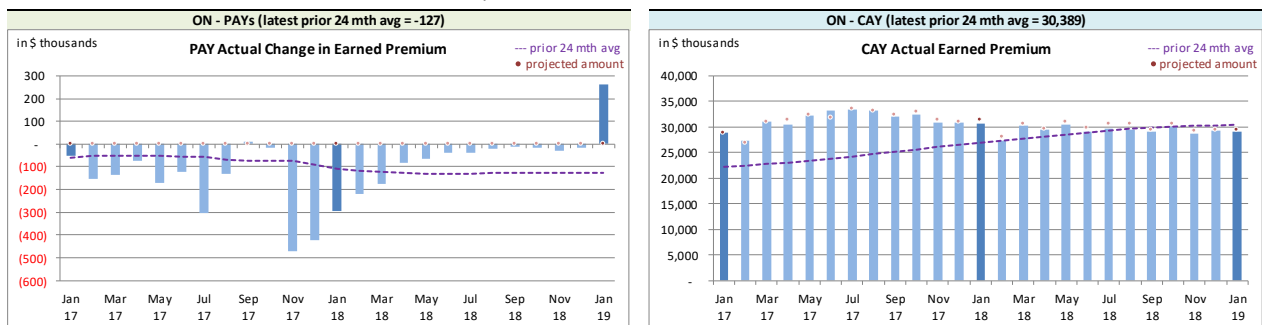 ON - PAYs (latest prior 24 mth avg = -127)
in $ thousands
PAY Actual Change in Earned Premium
--- prior 24 mth avg
• projected amount
300
200
100
-
(100)
(200)
(300)
(400)
(500)
(600)
Jan Mar May Jul Sep Nov Jan Mar May Jul Sep Nov Jan
17 17 17 17 17 17 18 18 18 18 18 18 19
ON - CAY (latest prior 24 mth avg = 30,389)
in $ thousands
CAY Actual Earned Premium
--- prior 24 mth avg
• projected amount
40,000
35,000
30,000
25,000
20,000
15,000
10,000
5,000
-
Jan Mar May Jul Sep Nov Jan Mar May Jul Sep Nov Jan
17 17 17 17 17 17 18 18 18 18 18 18 19